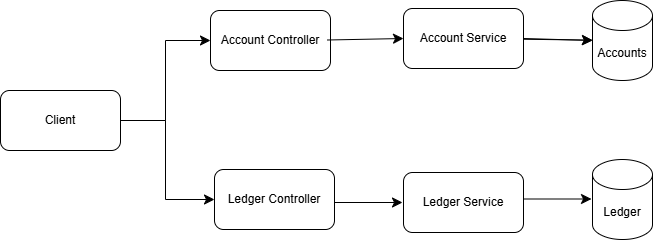 Account Controller
Account Service
Accounts
Client
Ledger Controller
Ledger Service
Ledger